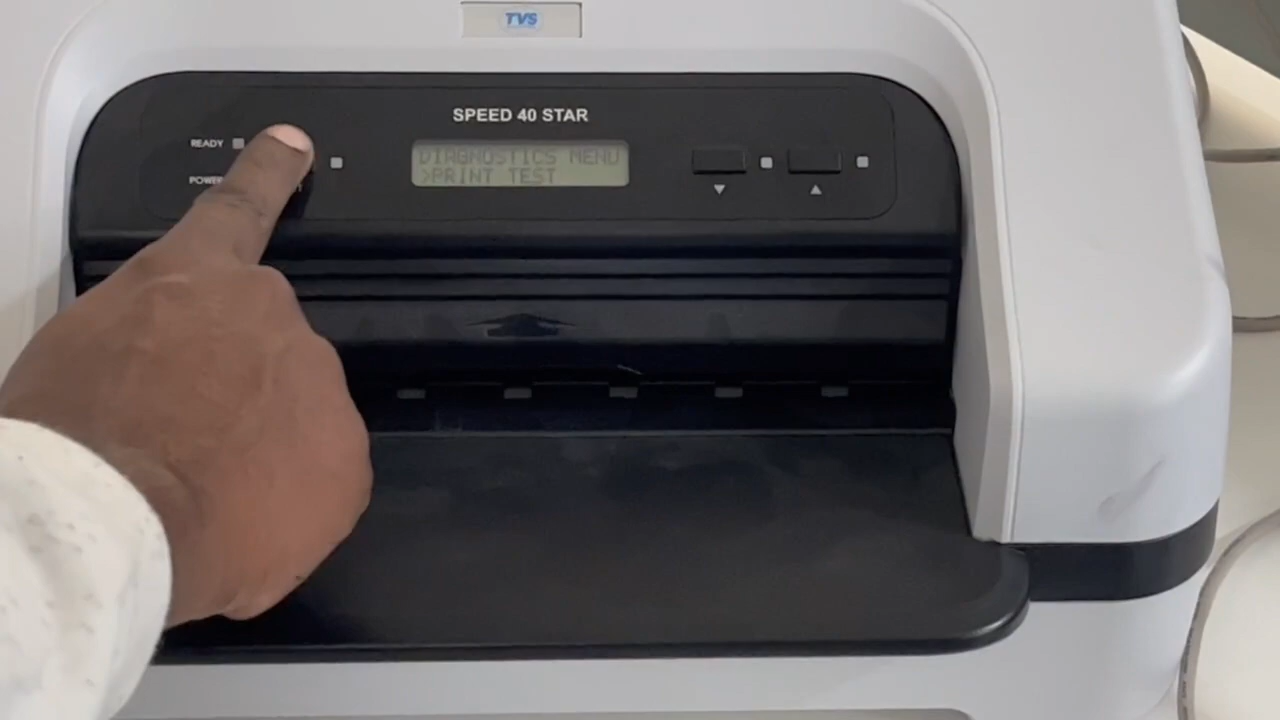 TVS
SPEED 40 STAR
READY
DIAGNOSTICS MENU
>PRINT TEST
POWER